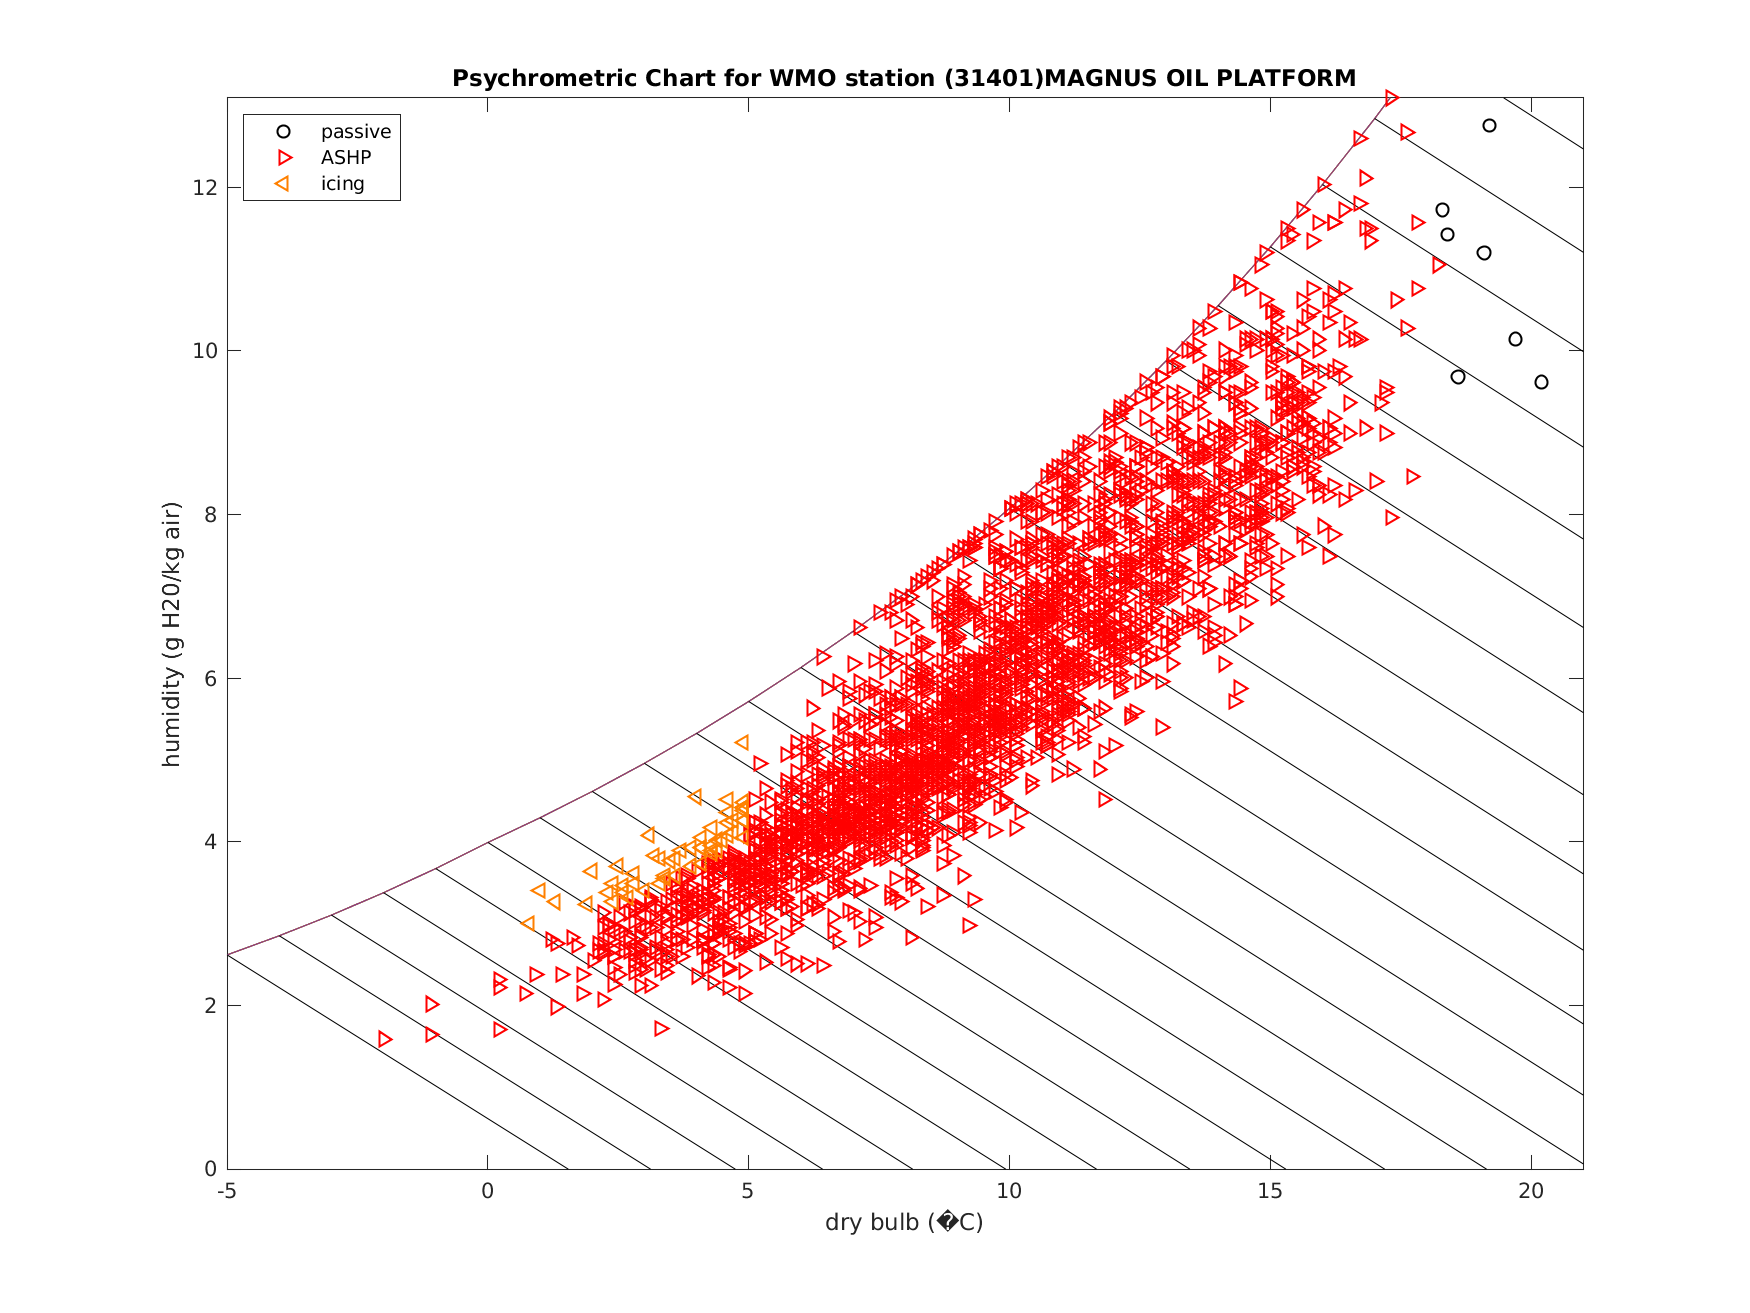 Psychrometric Chart for WMO station (31401)MAGNUS OIL PLATFORM
passive
ASHP
icing
humidity (g H20/kg air)
12
10
8
6
4
2
0
-5
0
5
10
15
20
dry bulb (�C)